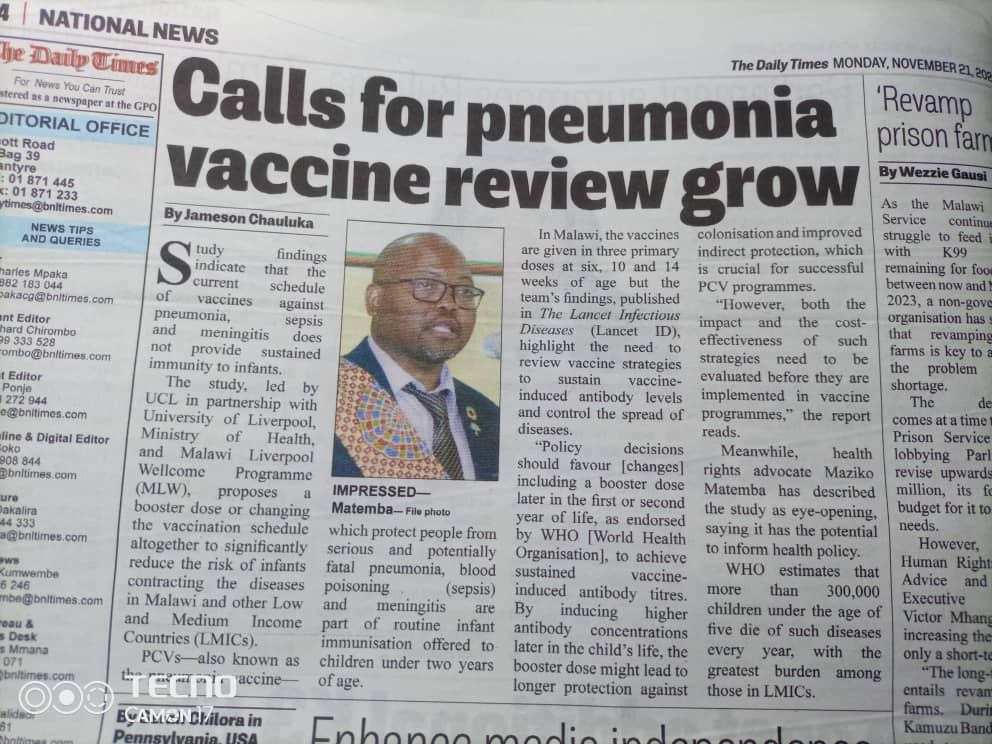 4 | NATIONAL NEWS
The Daily Times MONDAY, NOVEMBER 21, 202
he Daily Times
For News You Can Trust
stered as a newspaper at the GPO
DITORIAL OFFICE
ott Road
Bag 39
antyre
: 01 871 445
x: 01 871 233
ytimes@bnltimes.com
NEWS TIPS
AND QUERIES
harles Mpaka
882 183 044
pakacg@bnltimes.com
nt Editor
hard Chirombo
99 333 528
rombo@bnltimes.com
t Editor
Ponje
272 944
e@bnltimes.com
line & Digital Editor
oko
908 844
@bnltimes.com
ure
Dakalira
44 333
a@bnltimes.com
ews
Kumwembe
6 246
mbe@bnltimes.com
eau &
s Desk
s Mmana
071
@bnltimes.com
61
@bnltimes.com
Calls for pneumonia
vaccine review grow
By Jameson Chauluka
Study findings
indicate that the
current schedule
of vaccines against
pneumonia, sepsis
and meningitis does
not provide sustained
immunity to infants.
The study, led by
UCL in partnership with
University of Liverpool,
Ministry of Health,
and Malawi Liverpool
Wellcome Programme
(MLW), proposes a
booster dose or changing
the vaccination schedule
altogether to significantly
reduce the risk of infants
contracting the diseases
in Malawi and other Low
and Medium Income
Countries (LMICs).
PCVs—also known as
the pneumonia vaccine—
IMPRESSED—
Matemba— File photo
which protect people from
serious and potentially
fatal pneumonia, blood
poisoning (sepsis)
and meningitis are
part of routine infant
immunisation offered to
children under two years
of age.
In Malawi, the vaccines
are given in three primary
doses at six, 10 and 14
weeks of age but the
team's findings, published
in The Lancet Infectious
Diseases (Lancet ID),
highlight the need to
review vaccine strategies
to sustain vaccine-
induced antibody levels
and control the spread of
diseases.
"Policy decisions
should favour [changes]
including a booster dose
later in the first or second
year of life, as endorsed
by WHO [World Health
Organisation], to achieve
sustained vaccine-
induced antibody titres.
By inducing higher
antibody concentrations
later in the child's life, the
booster dose might lead to
longer protection against
colonisation and improved
indirect protection, which
is crucial for successful
PCV programmes.
"However, both the
impact and the cost-
effectiveness of such
strategies need to be
evaluated before they are
implemented in vaccine
programmes," the report
reads.
Meanwhile, health
rights advocate Maziko
Matemba has described
the study as eye-opening,
saying it has the potential
to inform health policy.
WHO estimates that
more than 300,000
children under the age of
five die of such diseases
every year, with the
greatest burden among
those in LMICs.
'Revamp
prison farm
By Wezzie Gausi
As the Malawi
Service continue
struggle to feed i
with K99
remaining for food
between now and M
2023, a non-gove
organisation has s
that revamping
farms is key to a
the problem
shortage.
The de
comes at a time t
Prison Service
lobbying Parl
revise upwards
million, its fo
budget for it to
needs.
However,
Human Rights
Advice and
Executive
Victor Mhang
increasing the
only a short-te
"The long-t
entails revam
farms. Durin
Kamuzu Band
TECNO
CAMON 17
Chilora in
Pennsylvania, USA
Enhance media independence